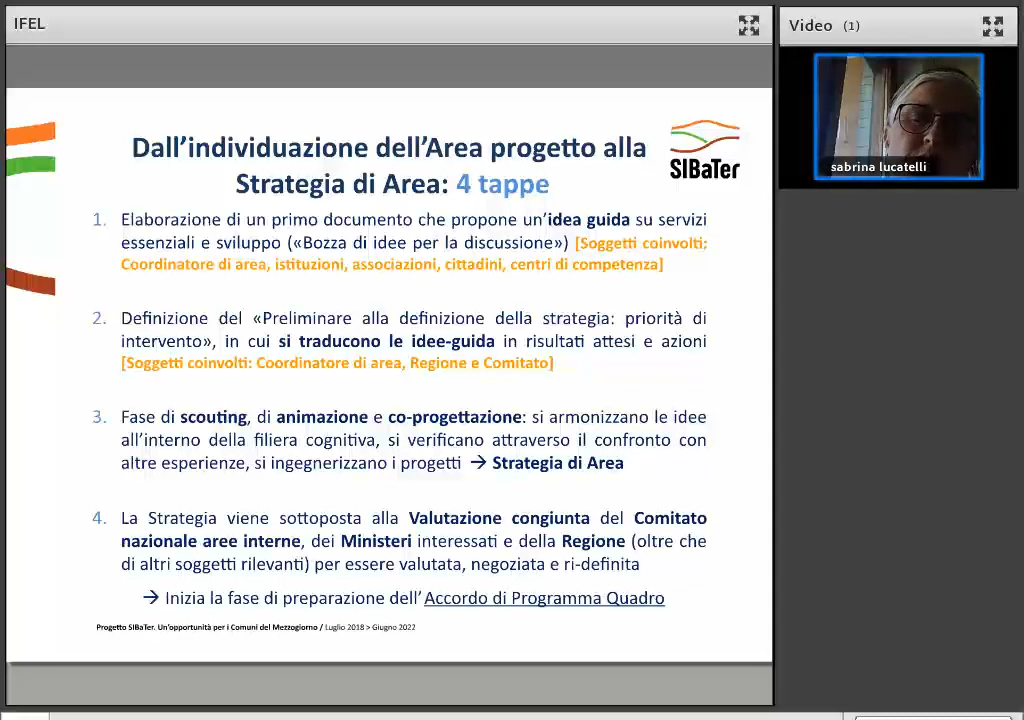 IFEL
Video (1)
sabrina lucatelli
Dall'individuazione dell'Area progetto alla
Strategia di Area: 4 tappe
SIBaTer
1. Elaborazione di un primo documento che propone un'idea guida su servizi
essenziali e sviluppo («Bozza di idee per la discussione») [Soggetti coinvolti:
Coordinatore di area, istituzioni, associazioni, cittadini, centri di competenza]
2. Definizione del «Preliminare alla definizione della strategia: priorità di
intervento», in cui si traducono le idee-guida in risultati attesi e azioni
[Soggetti coinvolti: Coordinatore di area, Regione e Comitato]
3. Fase di scouting, di animazione e co-progettazione: si armonizzano le idee
all'interno della filiera cognitiva, si verificano attraverso il confronto con
altre esperienze, si ingegnerizzano i progetti → Strategia di Area
4. La Strategia viene sottoposta alla Valutazione congiunta del Comitato
nazionale aree interne, dei Ministeri interessati e della Regione (oltre che
di altri soggetti rilevanti) per essere valutata, negoziata e ri-definita
→ Inizia la fase di preparazione dell'Accordo di Programma Quadro
Progetto SIBaTer. Un'opportunità per i Comuni del Mezzogiorno / Luglio 2018 > Giugno 2022